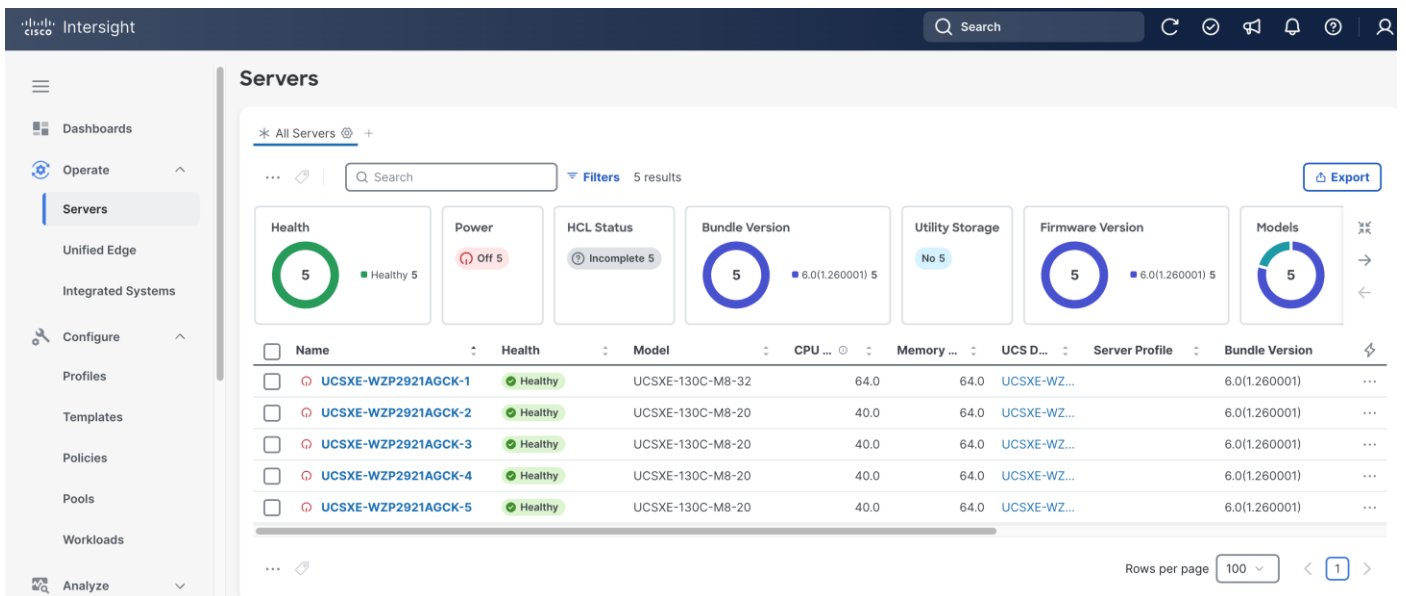 cisco Intersight Search
Servers
Dashboards
All Servers
Operate
Search Filters 5 results Export
Servers
Health Power HCL Status Bundle Version Utility Storage Firmware Version Models
Unified Edge
5 Healthy 5 Off 5 Incomplete 5 5 6.0(1.260001) 5 No 5 5 6.0(1.260001) 5 5
Integrated Systems
Configure
Name Health Model CPU ... Memory ... UCS D... Server Profile Bundle Version
Profiles
UCSXE-WZP2921AGCK-1 Healthy UCSXE-130C-M8-32 64.0 64.0 UCSXE-WZ... 6.0(1.260001) ...
Templates
UCSXE-WZP2921AGCK-2 Healthy UCSXE-130C-M8-20 40.0 64.0 UCSXE-WZ... 6.0(1.260001) ...
UCSXE-WZP2921AGCK-3 Healthy UCSXE-130C-M8-20 40.0 64.0 UCSXE-WZ... 6.0(1.260001) ...
Policies
UCSXE-WZP2921AGCK-4 Healthy UCSXE-130C-M8-20 40.0 64.0 UCSXE-WZ... 6.0(1.260001) ...
Pools
UCSXE-WZP2921AGCK-5 Healthy UCSXE-130C-M8-20 40.0 64.0 UCSXE-WZ... 6.0(1.260001) ...
Workloads
Rows per page 100 1
Analyze